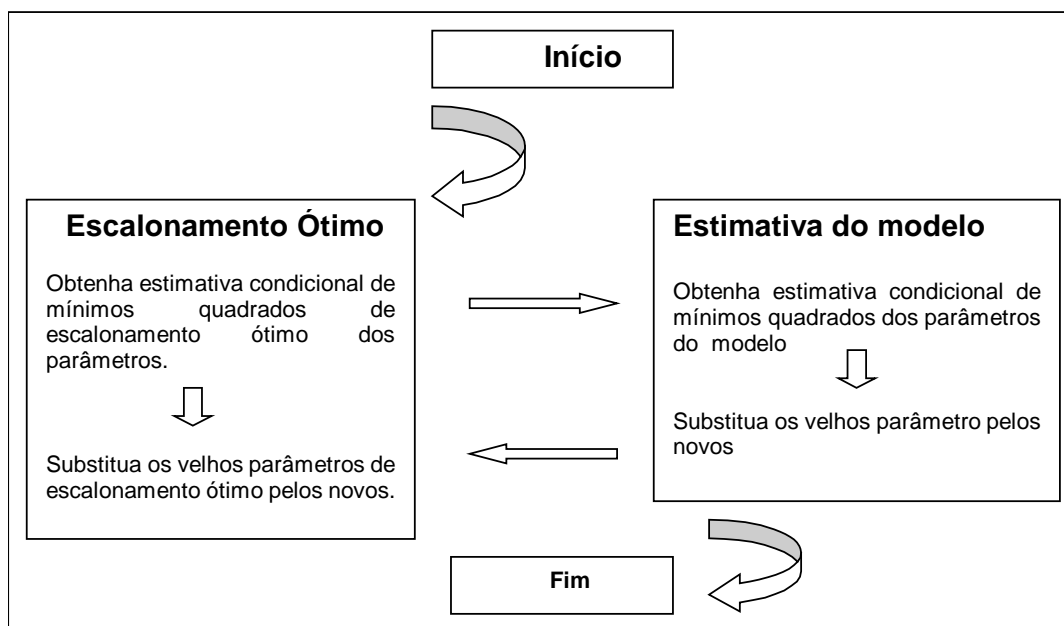 Início
Escalonamento Ótimo
Obtenha estimativa condicional de
mínimos quadrados de
escalonamento ótimo dos
parâmetros.
Substitua os velhos parâmetros de
escalonamento ótimo pelos novos.
Estimativa do modelo
Obtenha estimativa condicional de
mínimos quadrados dos parâmetros
do modelo
Substitua os velhos parâmetro pelos
novos
Fim